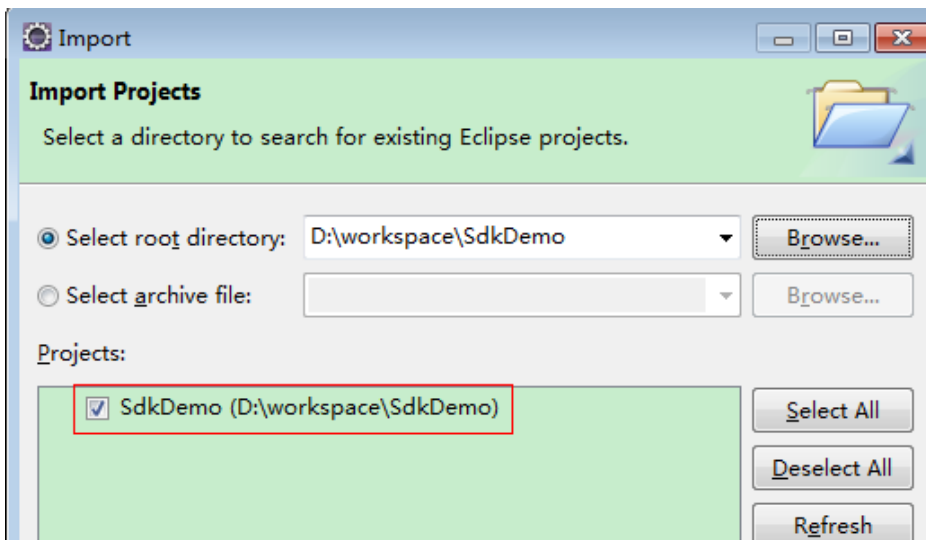 Import
Import Projects
Select a directory to search for existing Eclipse projects.
Select root directory: D:\workspace\SdkDemo Browse...
Select archive file: Browse...
Projects:
SdkDemo (D:\workspace\SdkDemo) Select All
Deselect All
Refresh